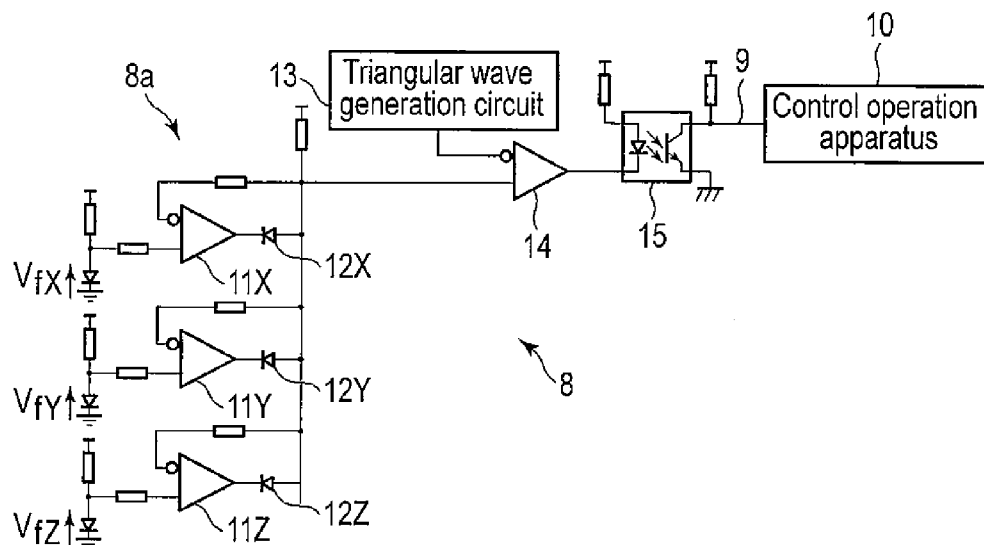 8a
13
Triangular wave
generation circuit
9
10
Control operation
apparatus
14
15
VfX
11X
12X
VfY
11Y
12Y
8
VfZ
11Z
12Z